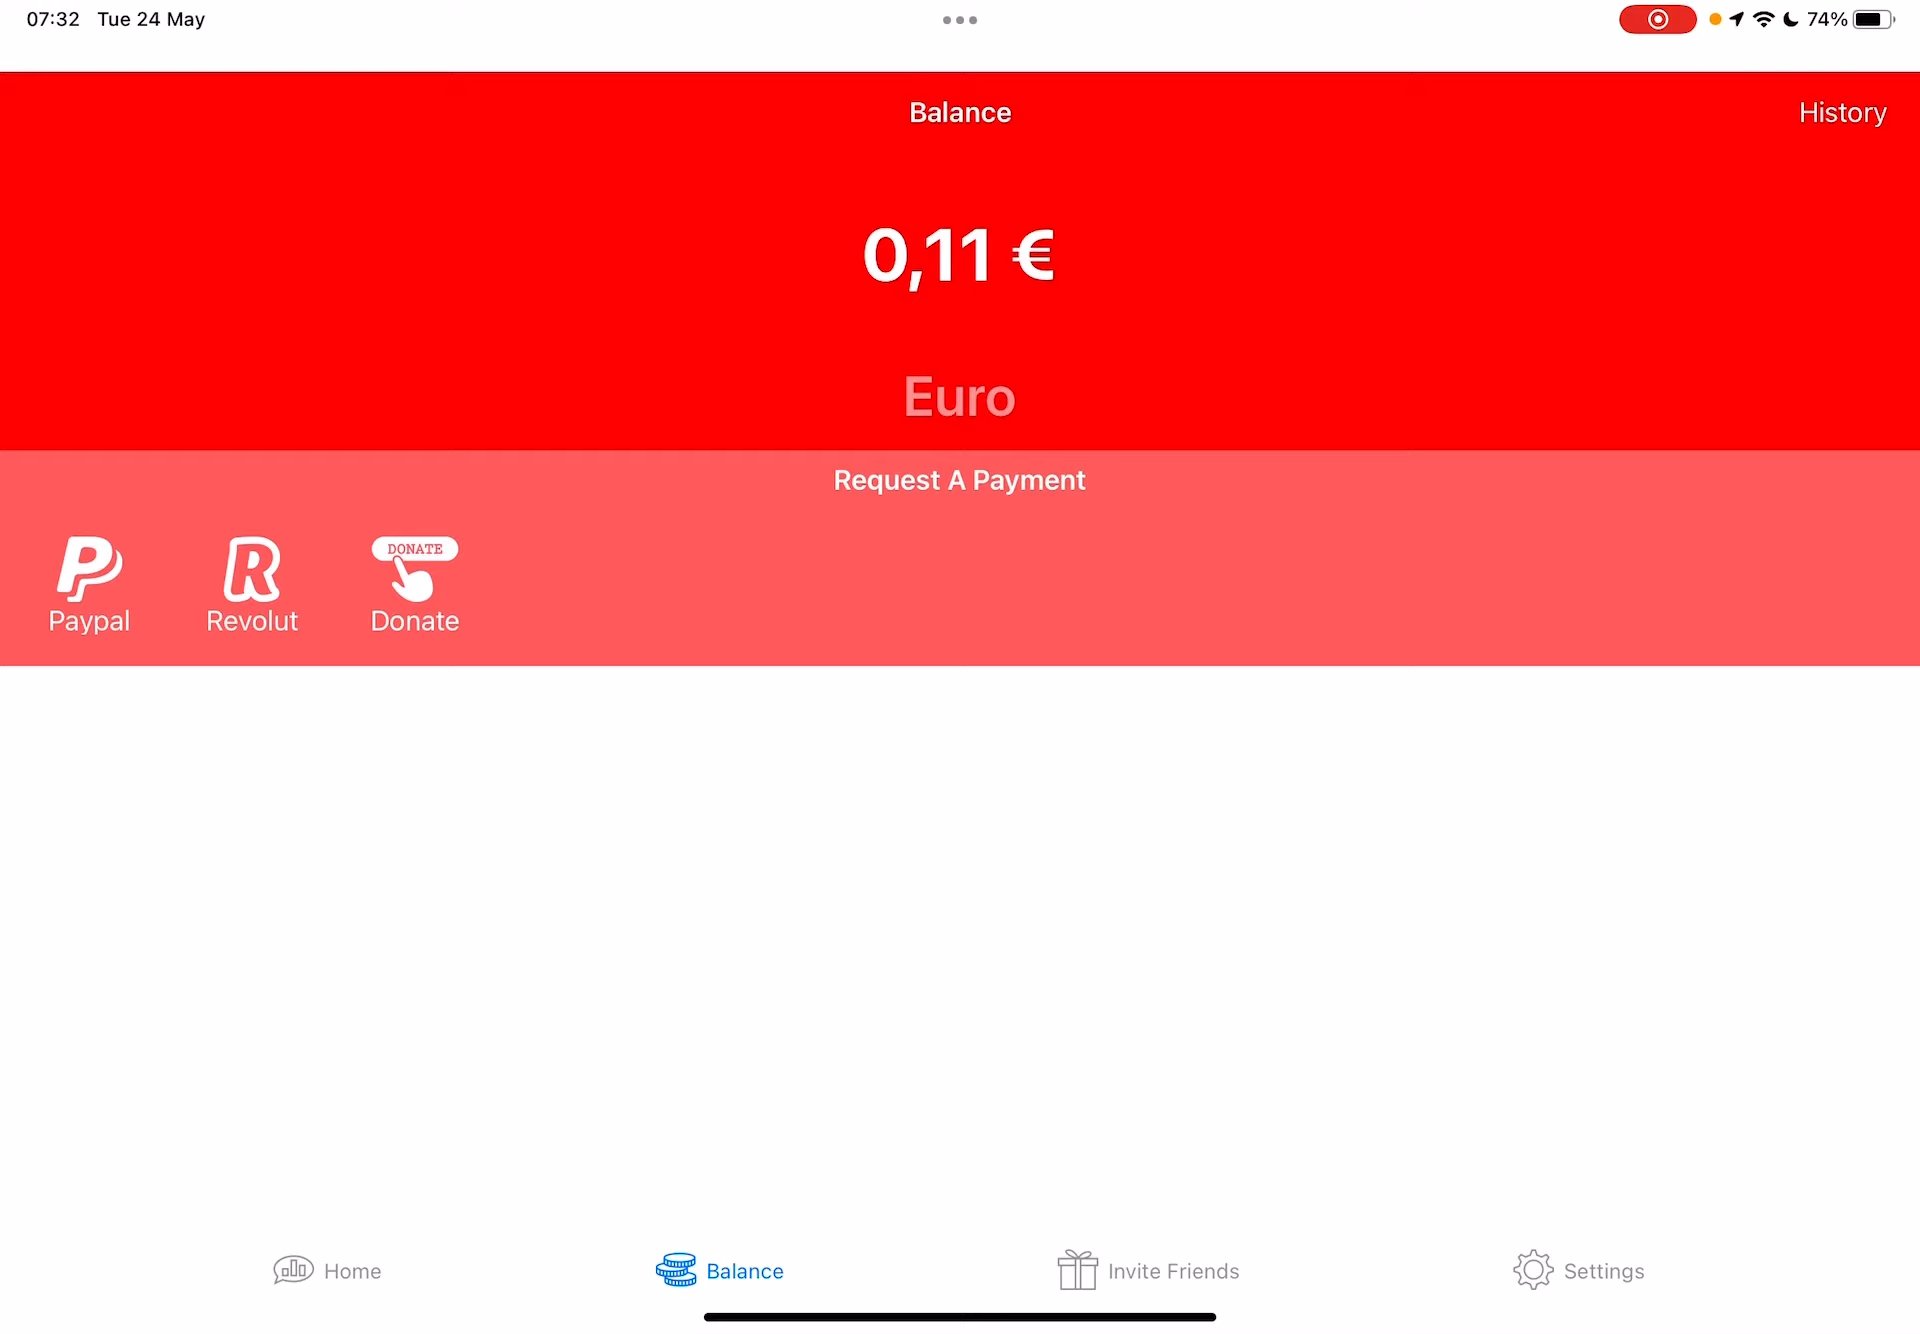 07:32 Tue 24 May
74%
Balance
History
0,11 €
Euro
Request A Payment
DONATE
Paypal
Revolut
Donate
Home
Balance
Invite Friends
Settings